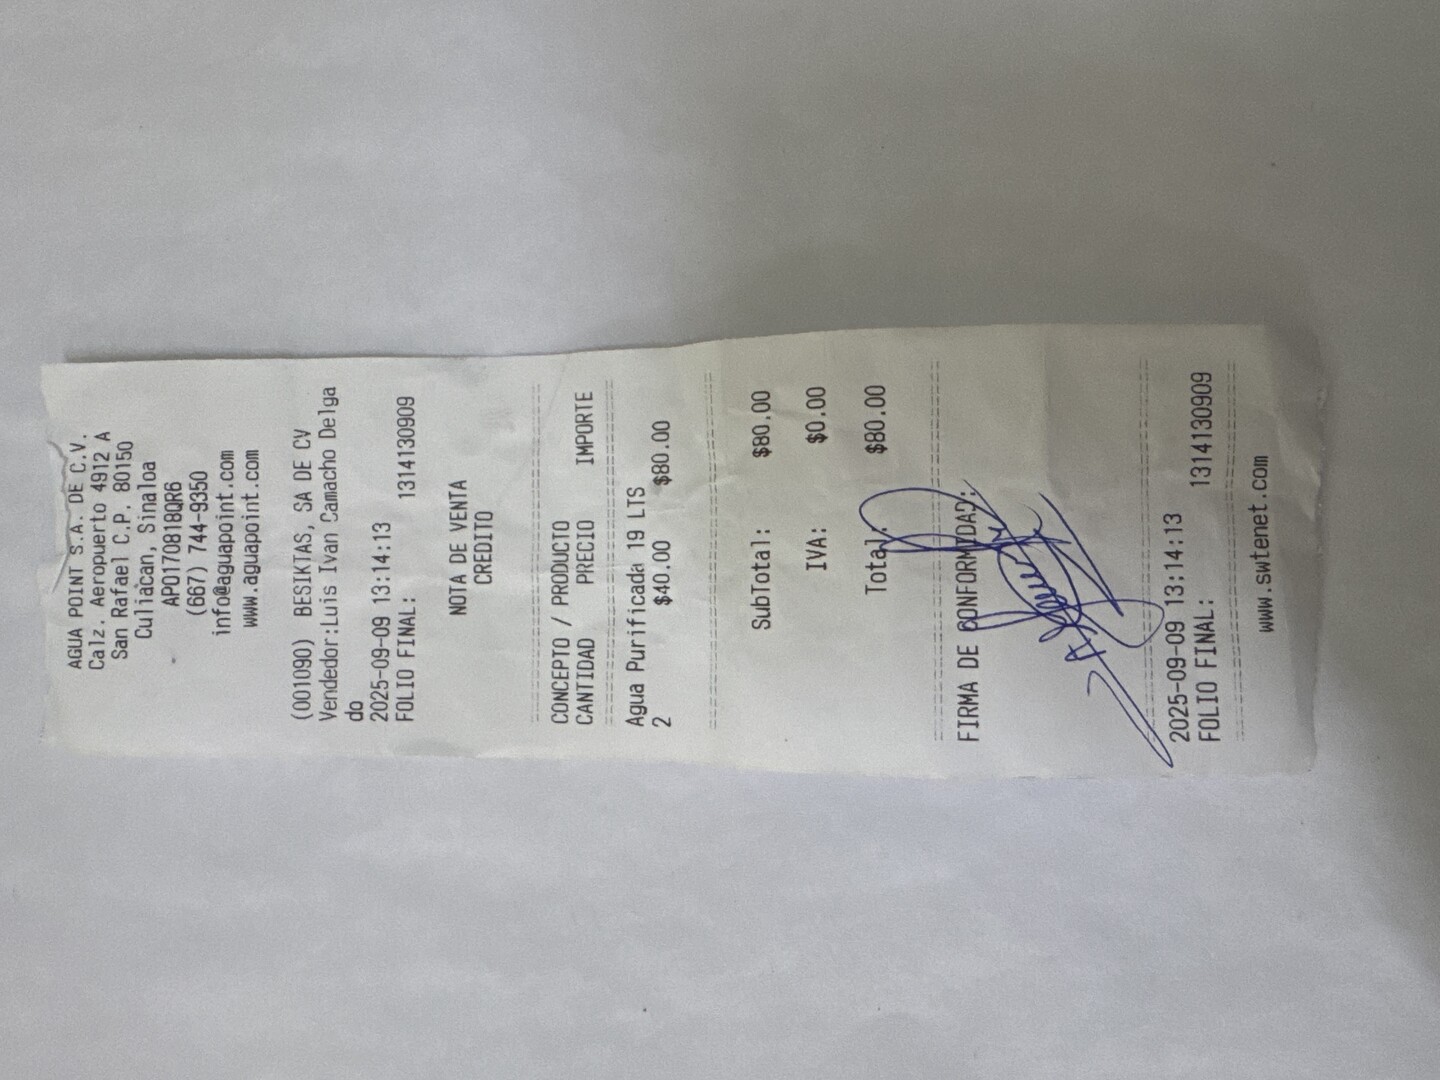 AGUA POINT S.A. DE C.V.
Calz. Aeropuerto 4912 A
San Rafael C.P. 80150
Culiacan, Sinaloa
APO170818QR6
(667) 744-9350
info@aguapoint.com
www.aguapoint.com
(001090) BESIKTAS, SA DE CV
Vendedor:Luis Ivan Camacho Delga
do
2025-09-09 13:14:13
FOLIO FINAL: 1314130909
NOTA DE VENTA
CREDITO
CONCEPTO / PRODUCTO
CANTIDAD PRECIO IMPORTE
Agua Purificada 19 LTS
2 $40.00 $80.00
SubTotal: $80.00
IVA: $0.00
Total: $80.00
FIRMA DE CONFORMIDAD:
2025-09-09 13:14:13
FOLIO FINAL: 1314130909
www.swtenet.com